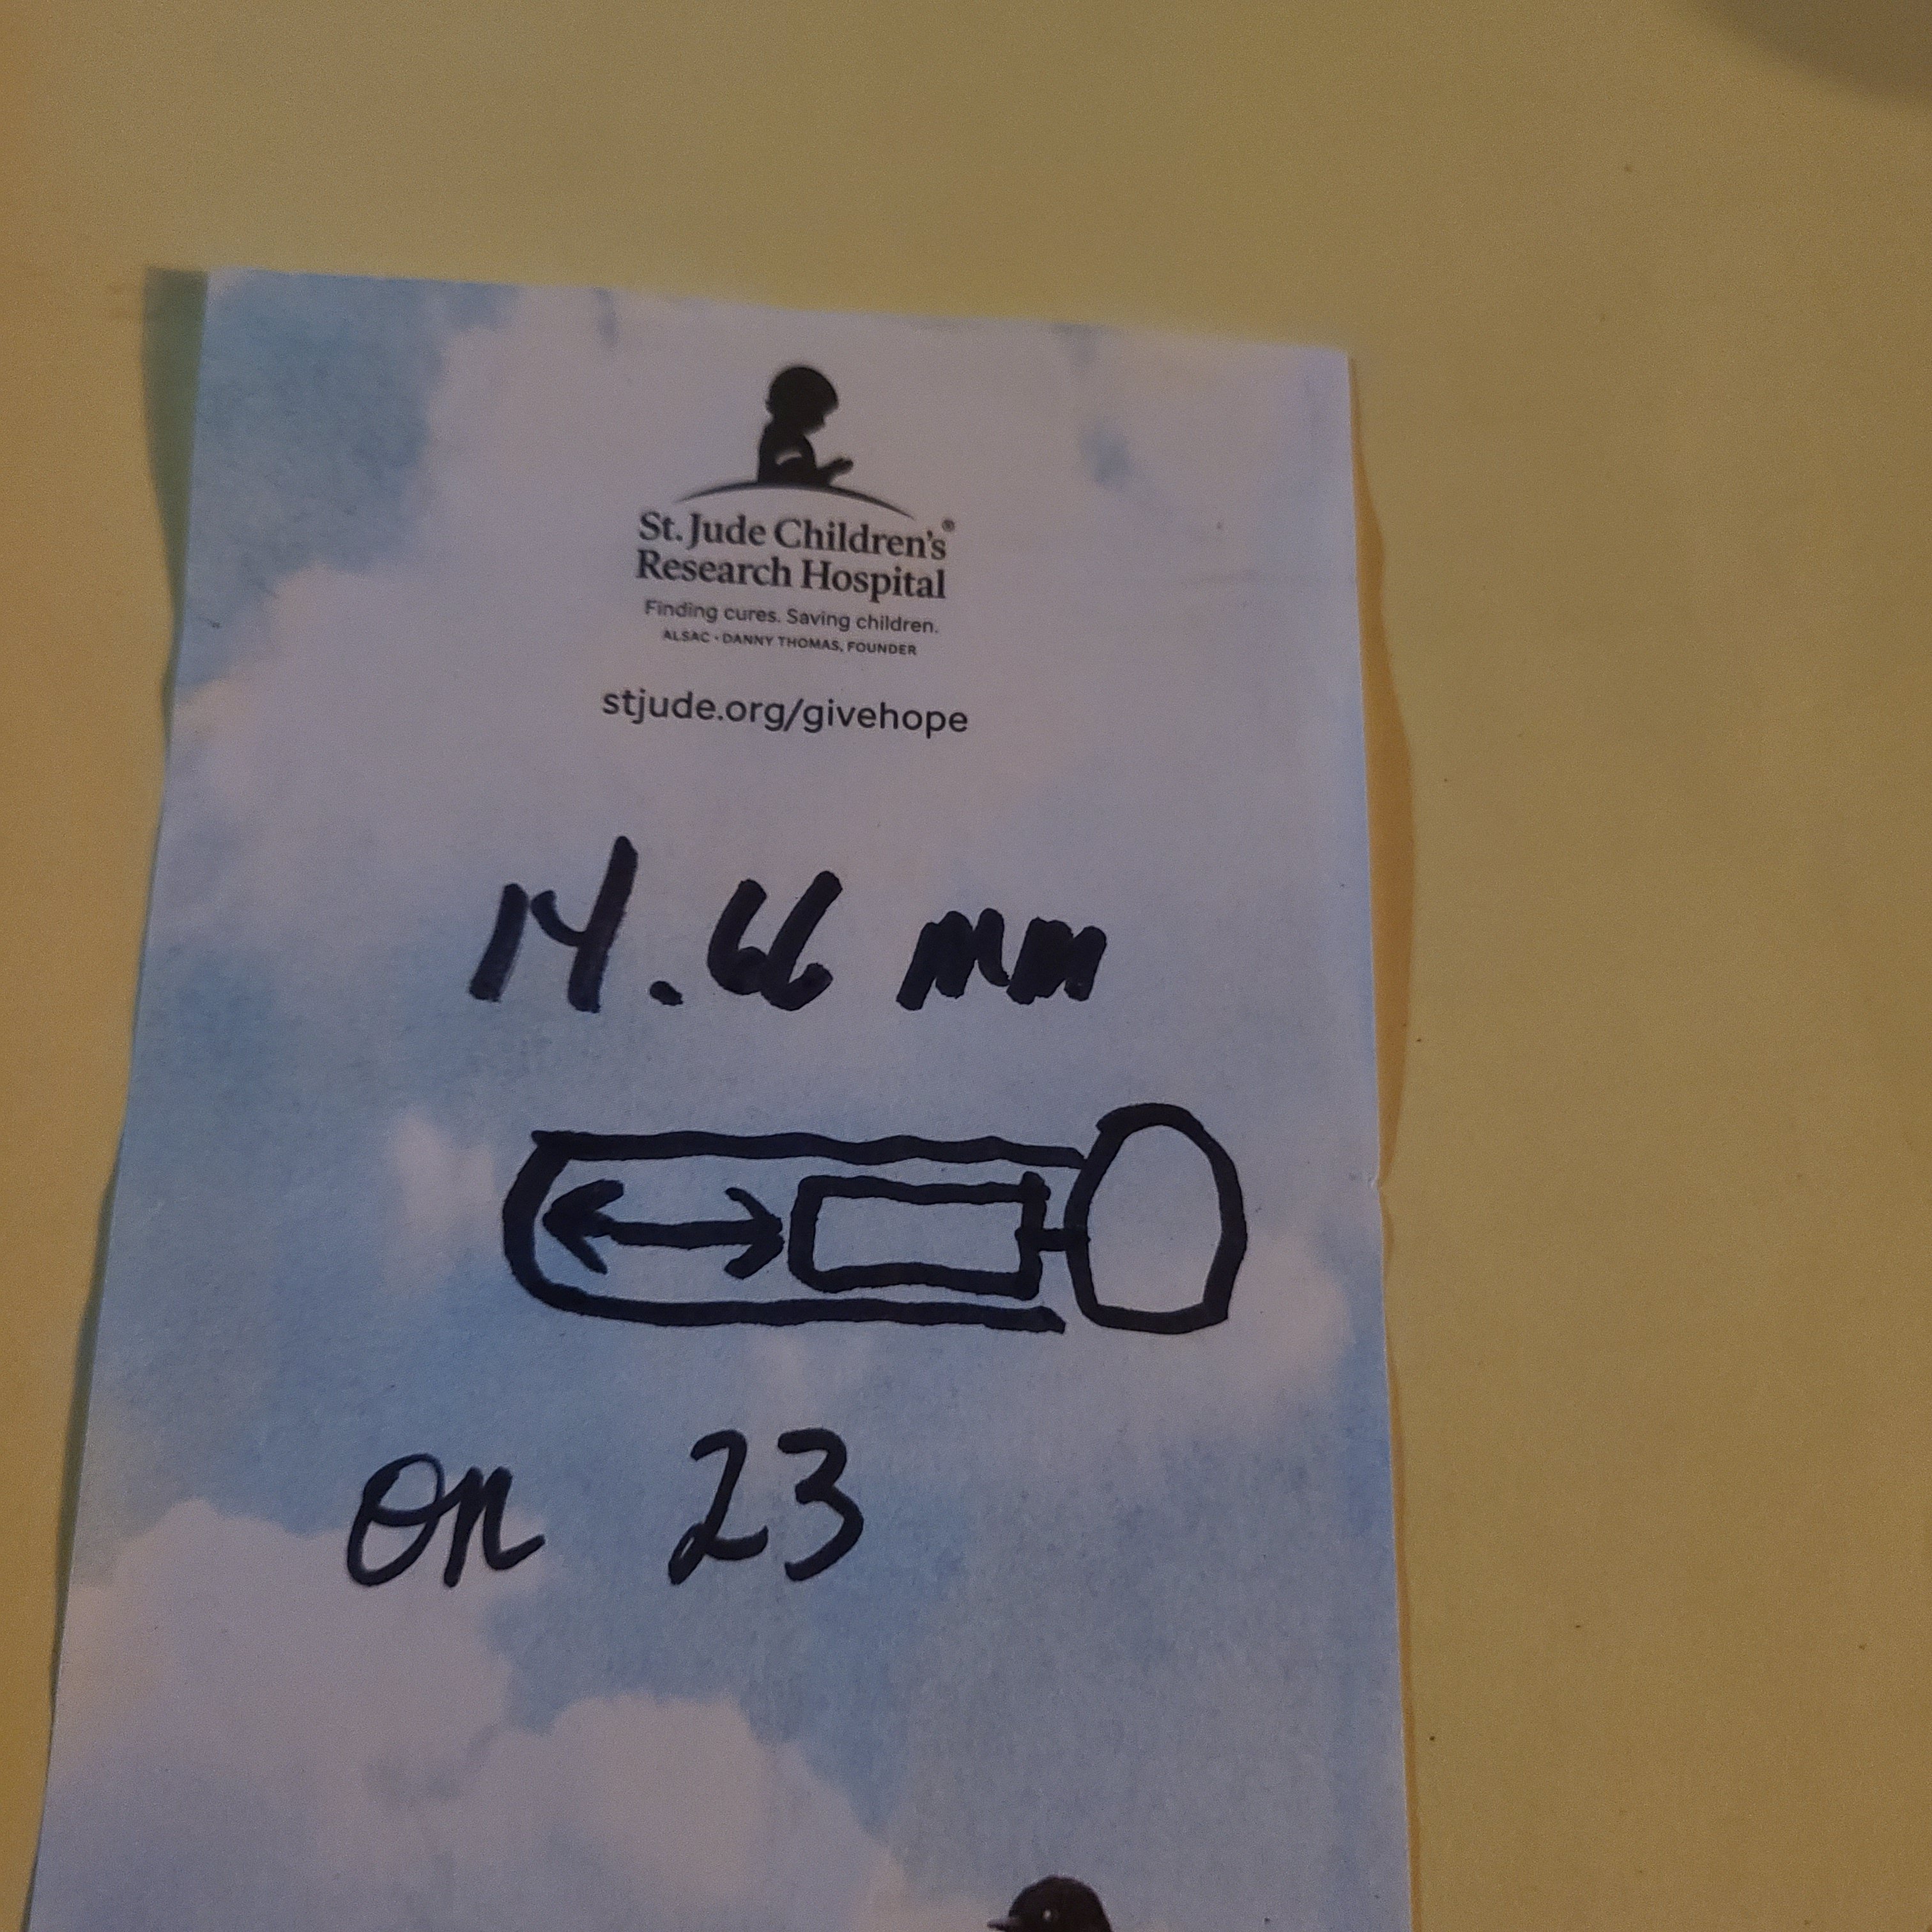 St. Jude Children's®
Research Hospital
Finding cures. Saving children.
ALSAC • DANNY THOMAS, FOUNDER
stjude.org/givehope
14.66 mm
on 23